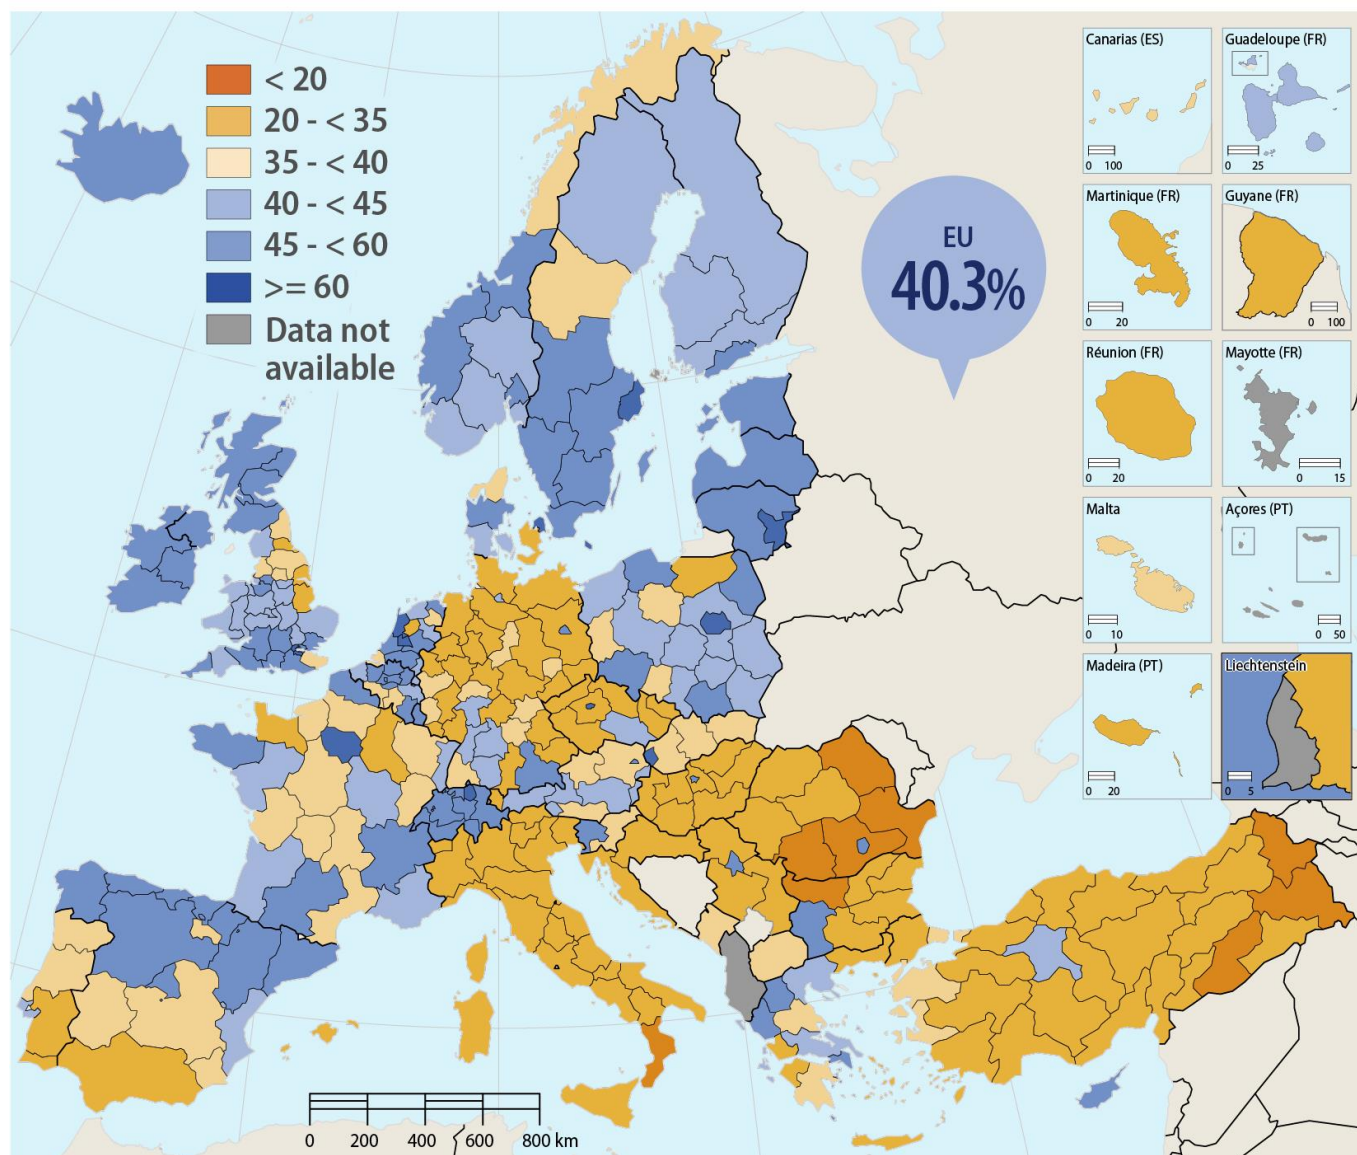 < 20
20 - < 35
35 - < 40
40 - < 45
45 - < 60
>= 60
Data not
available
EU
40.3%
Canarias (ES)
0 100
Guadeloupe (FR)
0 25
Martinique (FR)
0 20
Guyane (FR)
0 100
Réunion (FR)
0 20
Mayotte (FR)
0 15
Malta
0 10
Açores (PT)
0 50
Madeira (PT)
0 20
Liechtenstein
0 5
0 200 400 600 800 km